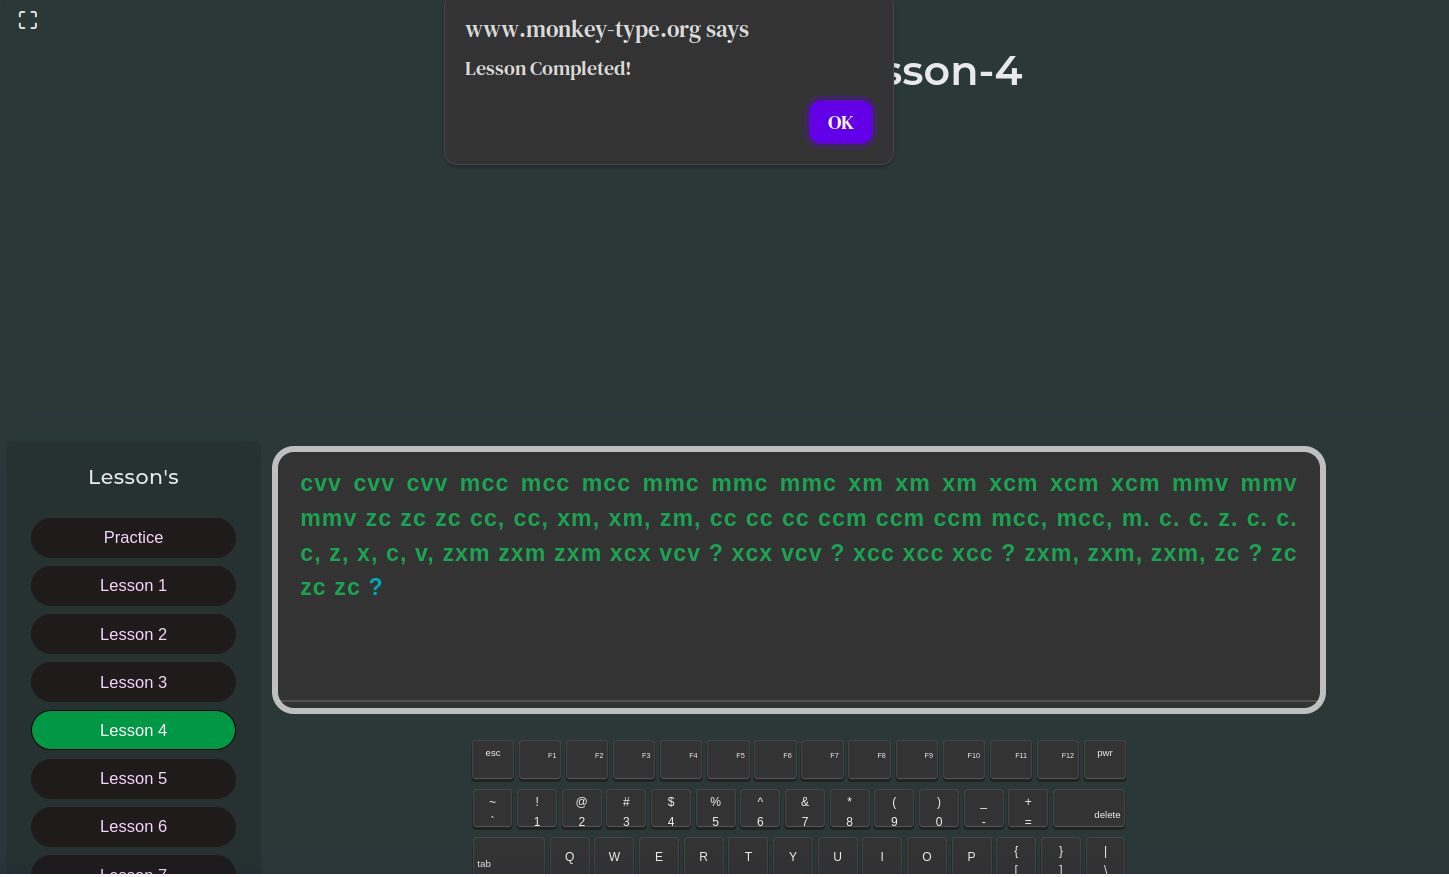 www.monkey-type.org says
Lesson Completed!
OK
sson-4
Lesson's
Practice
Lesson 1
Lesson 2
Lesson 3
Lesson 4
Lesson 5
Lesson 6
Lesson 7
cvv cvv cvv mcc mcc mcc mmc mmc mmc xm xm xm xcm xcm xcm mmv mmv
mmv zc zc zc cc, cc, xm, xm, zm, cc cc cc ccm ccm ccm mcc, mcc, m. c. c. z. c. c.
c, z, x, c, v, zxm zxm zxm xcx vcv ? xcx vcv ? xcc xcc xcc ? zxm, zxm, zxm, zc ? zc
zc zc ?
esc F1 F2 F3 F4 F5 F6 F7 F8 F9 F10 F11 F12 pwr
~ ! @ # $ % ^ & * ( ) _ +
` 1 2 3 4 5 6 7 8 9 0 - = delete
tab Q W E R T Y U I O P { } |
[ ] \